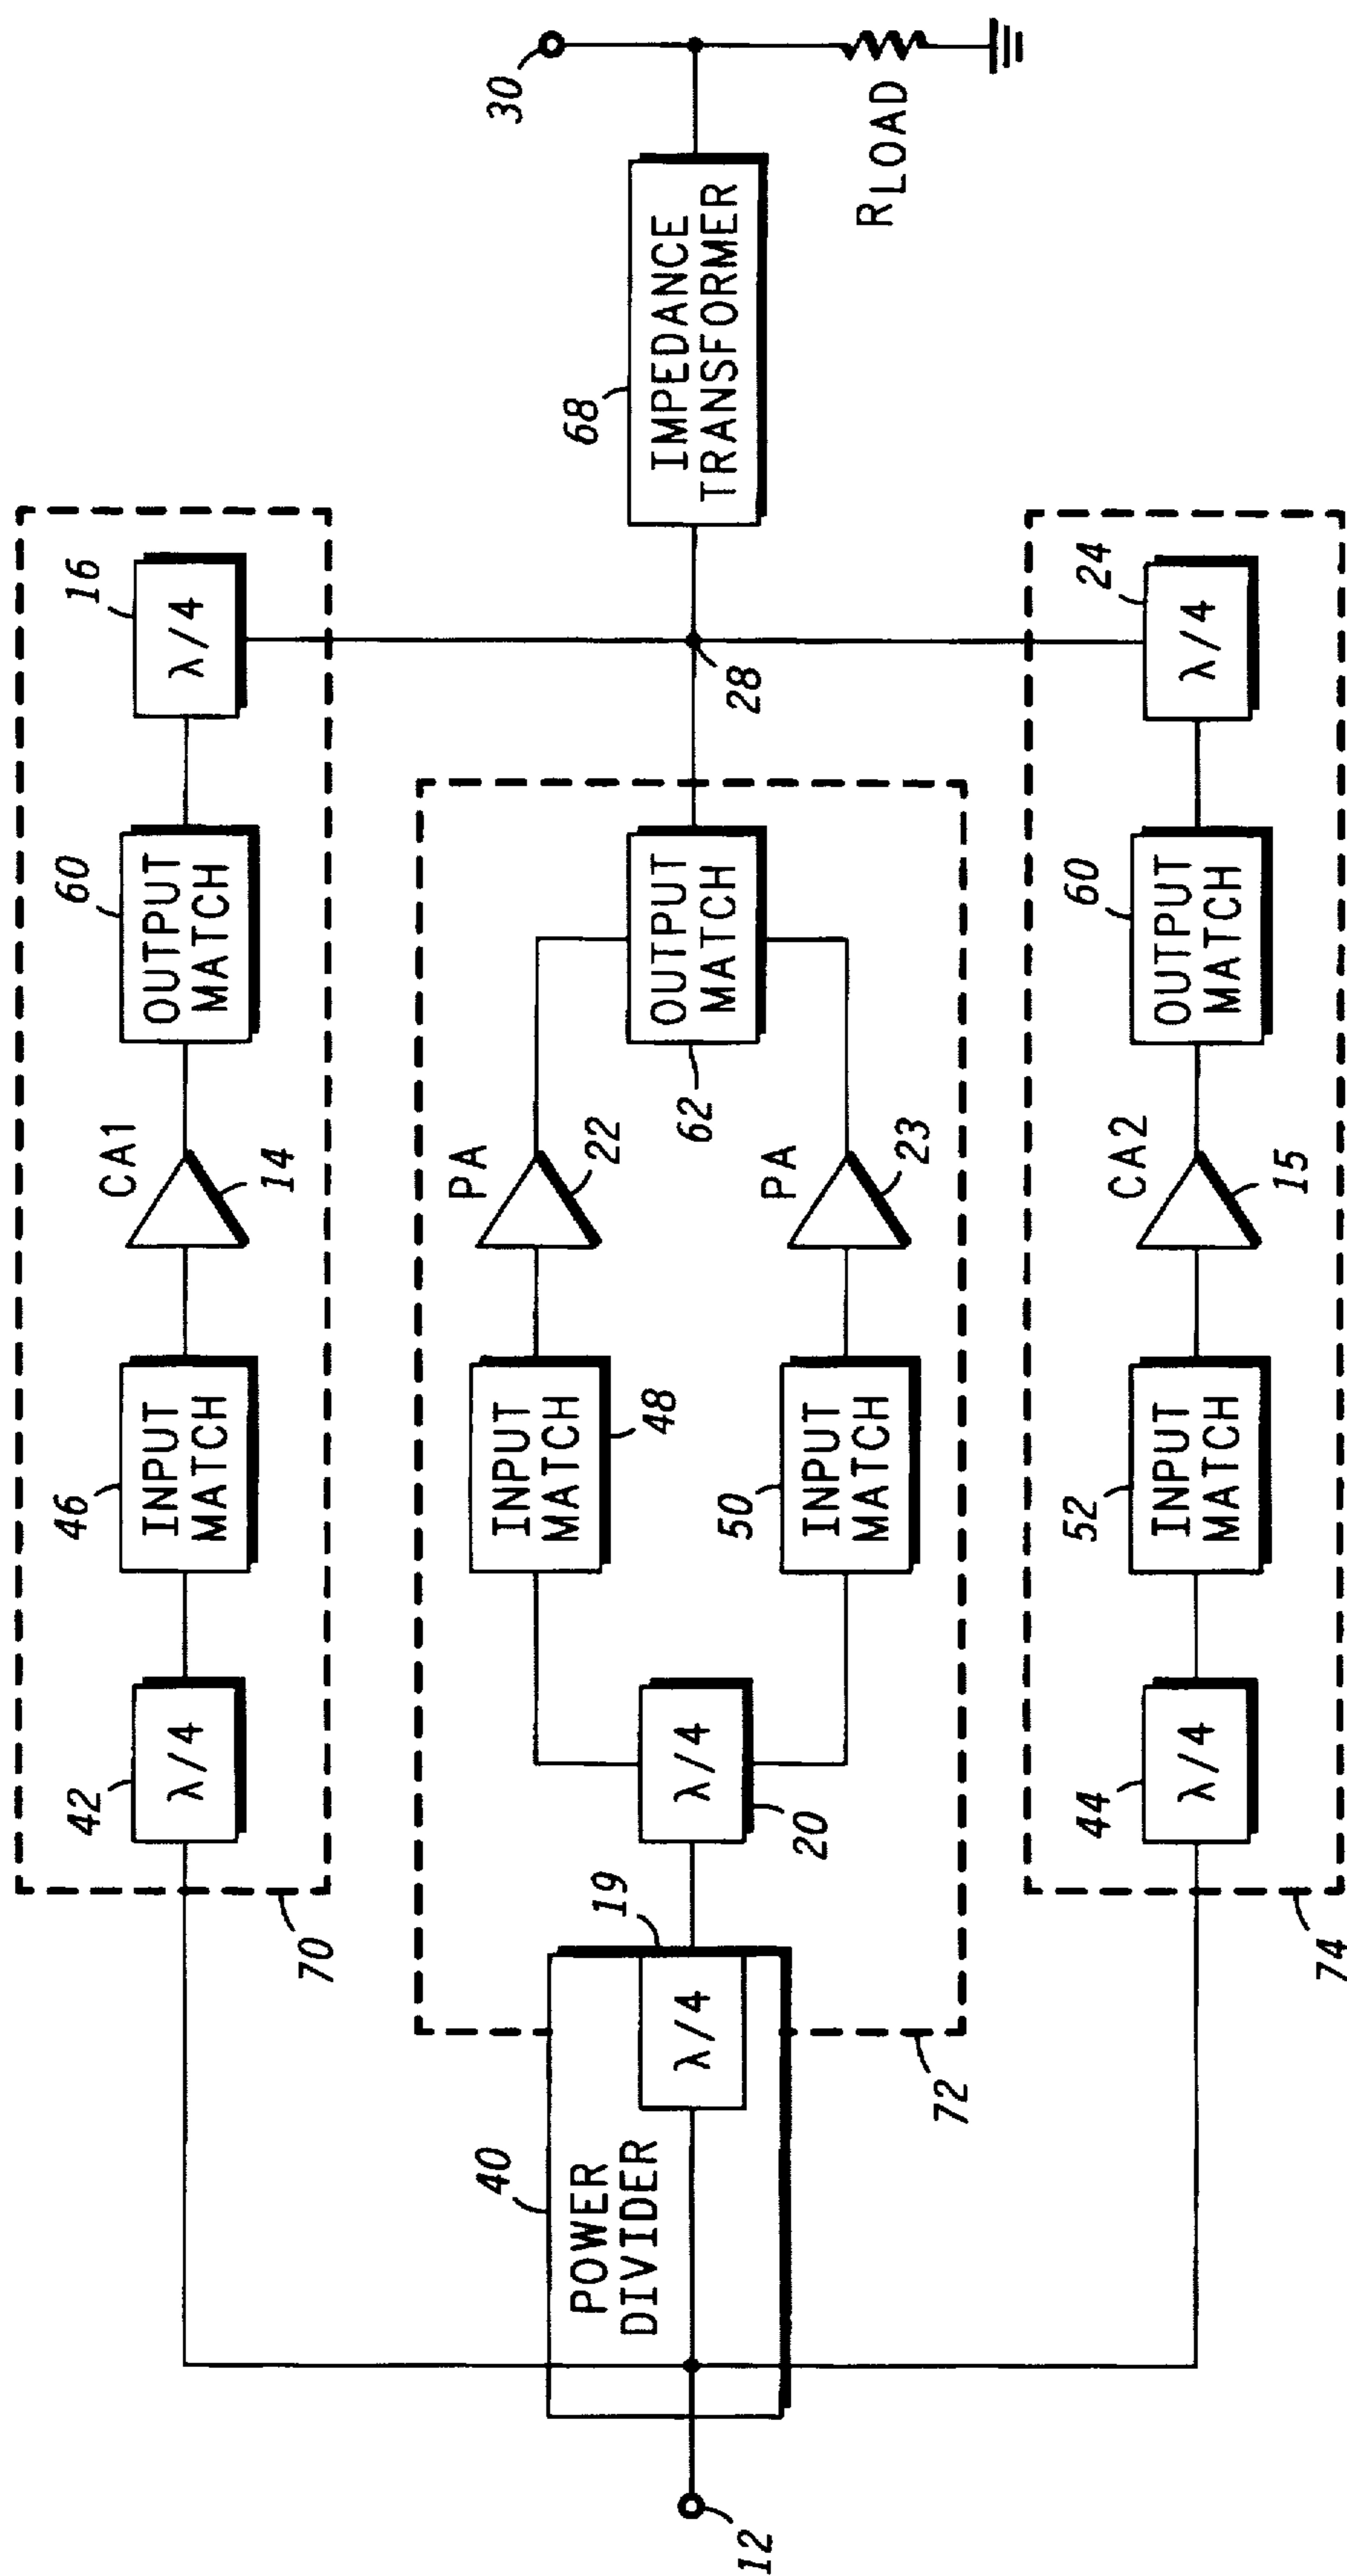 70
42
λ/4
46
INPUT
MATCH
CA1
14
60
OUTPUT
MATCH
16
λ/4
12
40
POWER
DIVIDER
19
λ/4
72
20
λ/4
INPUT
MATCH
48
PA
22
50
INPUT
MATCH
PA
23
62
OUTPUT
MATCH
28
68
IMPEDANCE
TRANSFORMER
30
RLOAD
74
44
λ/4
52
INPUT
MATCH
CA2
15
60
OUTPUT
MATCH
24
λ/4